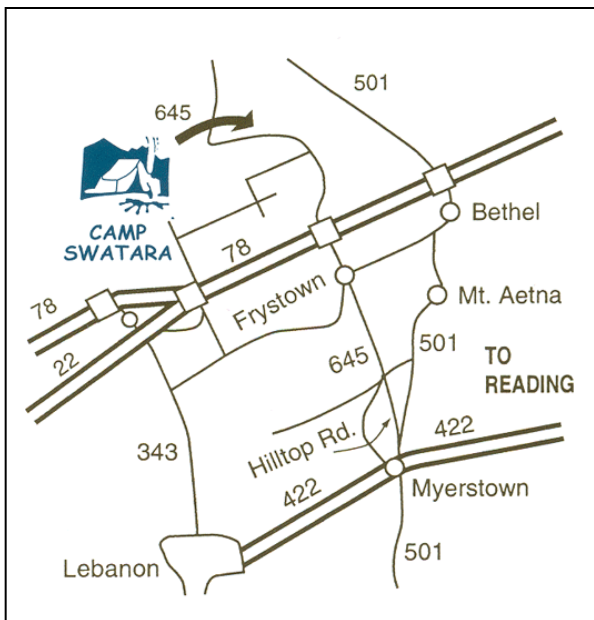 501
645
CAMP
SWATARA
Bethel
78
78
Frystown
Mt. Aetna
22
645
501
TO
READING
343
Hilltop Rd.
422
422
Myerstown
501
Lebanon